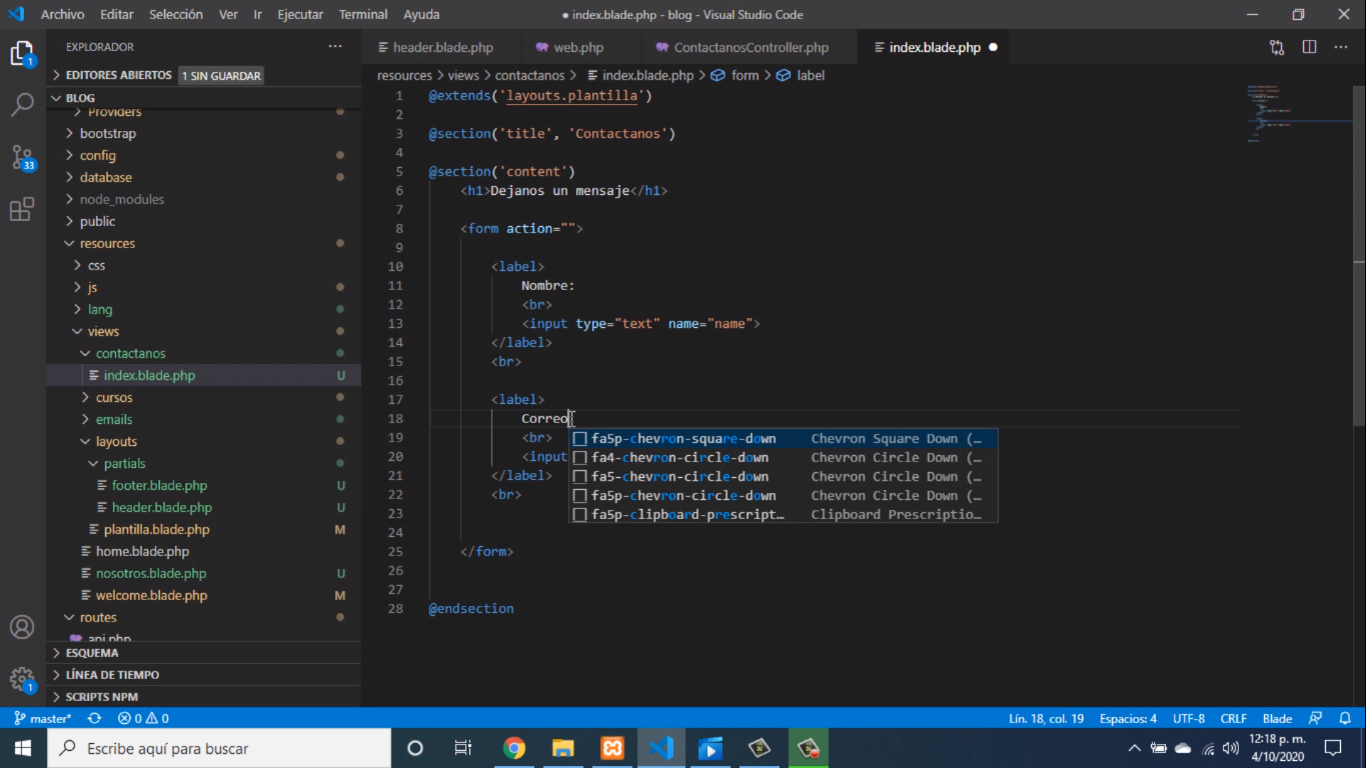 Archivo Editar Selección Ver Ir Ejecutar Terminal Ayuda
● index.blade.php - blog - Visual Studio Code
EXPLORADOR
EDITORES ABIERTOS 1 SIN GUARDAR
BLOG
Providers
bootstrap
config
database
node_modules
public
resources
css
js
lang
views
contactanos
index.blade.php U
cursos
emails
layouts
partials
footer.blade.php U
header.blade.php U
plantilla.blade.php M
home.blade.php
nosotros.blade.php U
welcome.blade.php M
routes
api.php
ESQUEMA
LÍNEA DE TIEMPO
SCRIPTS NPM
1
33
1
header.blade.php web.php ContactanosController.php index.blade.php ●
resources > views > contactanos > index.blade.php > form > label
1 @extends('layouts.plantilla')
2
3 @section('title', 'Contactanos')
4
5 @section('content')
6 <h1>Dejanos un mensaje</h1>
7
8 <form action="">
9
10 <label>
11 Nombre:
12 <br>
13 <input type="text" name="name">
14 </label>
15 <br>
16
17 <label>
18 Correo:
19 <br>
20 <input
21 </label>
22 <br>
23
24
25 </form>
26
27
28 @endsection
fa5p-chevron-square-down Chevron Square Down (…
fa4-chevron-circle-down Chevron Circle Down (…
fa5-chevron-circle-down Chevron Circle Down (…
fa5p-chevron-circle-down Chevron Circle Down (…
fa5p-clipboard-prescript… Clipboard Prescriptio…
master* 0 0 Lín. 18, col. 19 Espacios: 4 UTF-8 CRLF Blade
Escribe aquí para buscar
12:18 p. m.
4/10/2020